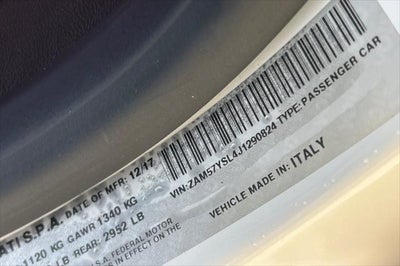 ATI S.P.A. DATE OF MFR: 12/17
1120 KG GAWR 1340 KG
LB REAR: 2952 LB
U.S.A. FEDERAL MOTOR
S IN EFFECT ON THE
VIN:ZAM57YSL4J1290824 TYPE:PASSENGER CAR
VEHICLE MADE IN: ITALY